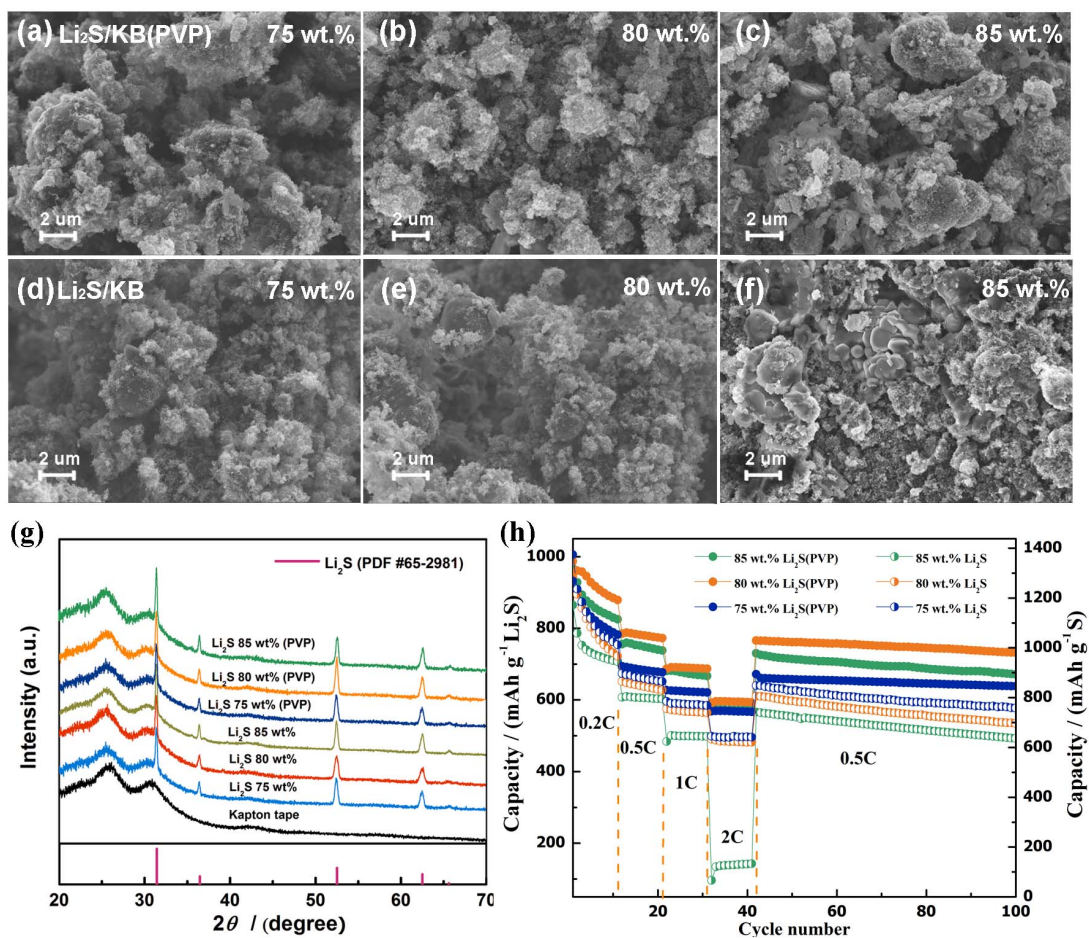 (a) Li₂S/KB(PVP) 75 wt.%
2 um
(b) 80 wt.%
2 um
(c) 85 wt.%
2 um
(d) Li₂S/KB 75 wt.%
2 um
(e) 80 wt.%
2 um
(f) 85 wt.%
2 um
(g)
Intensity (a.u.)
Li₂S (PDF #65-2981)
Li₂S 85 wt% (PVP)
Li₂S 80 wt% (PVP)
Li₂S 75 wt% (PVP)
Li₂S 85 wt%
Li₂S 80 wt%
Li₂S 75 wt%
Kapton tape
20 30 40 50 60 70
2θ / (degree)
(h)
Capacity / (mAh g⁻¹ Li₂S)
1000
900
800
700
600
500
400
200
100
85 wt.% Li₂S(PVP) 85 wt.% Li₂S
80 wt.% Li₂S(PVP) 80 wt.% Li₂S
75 wt.% Li₂S(PVP) 75 wt.% Li₂S
0.2C
0.5C
1C
2C
0.5C
1400
1200
1000
800
600
400
200
0
Capacity / (mAh g⁻¹ S)
20 40 60 80 100
Cycle number